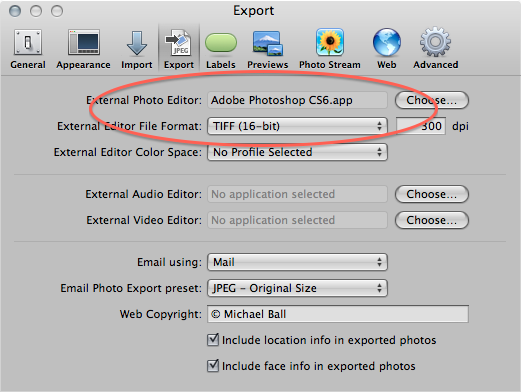 Export
General Appearance Import Export Labels Previews Photo Stream Web Advanced
JPEG
External Photo Editor: Adobe Photoshop CS6.app Choose...
External Editor File Format: TIFF (16-bit) 300 dpi
External Editor Color Space: No Profile Selected
External Audio Editor: No application selected Choose...
External Video Editor: No application selected Choose...
Email using: Mail
Email Photo Export preset: JPEG - Original Size
Web Copyright: © Michael Ball
Include location info in exported photos
Include face info in exported photos